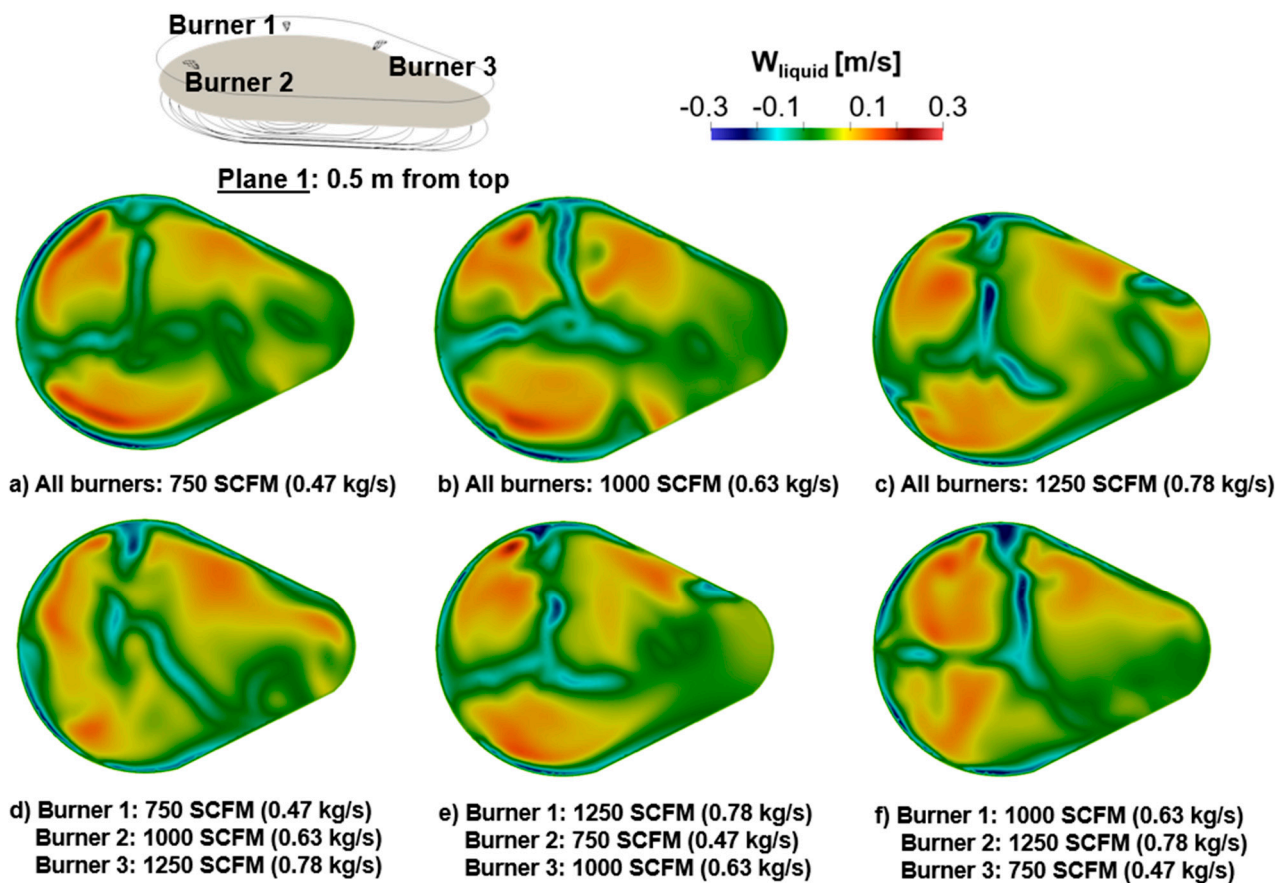 Burner 1
Burner 2
Burner 3
W_liquid [m/s]
-0.3 -0.1 0.1 0.3
Plane 1: 0.5 m from top
a) All burners: 750 SCFM (0.47 kg/s)
b) All burners: 1000 SCFM (0.63 kg/s)
c) All burners: 1250 SCFM (0.78 kg/s)
d) Burner 1: 750 SCFM (0.47 kg/s)
Burner 2: 1000 SCFM (0.63 kg/s)
Burner 3: 1250 SCFM (0.78 kg/s)
e) Burner 1: 1250 SCFM (0.78 kg/s)
Burner 2: 750 SCFM (0.47 kg/s)
Burner 3: 1000 SCFM (0.63 kg/s)
f) Burner 1: 1000 SCFM (0.63 kg/s)
Burner 2: 1250 SCFM (0.78 kg/s)
Burner 3: 750 SCFM (0.47 kg/s)